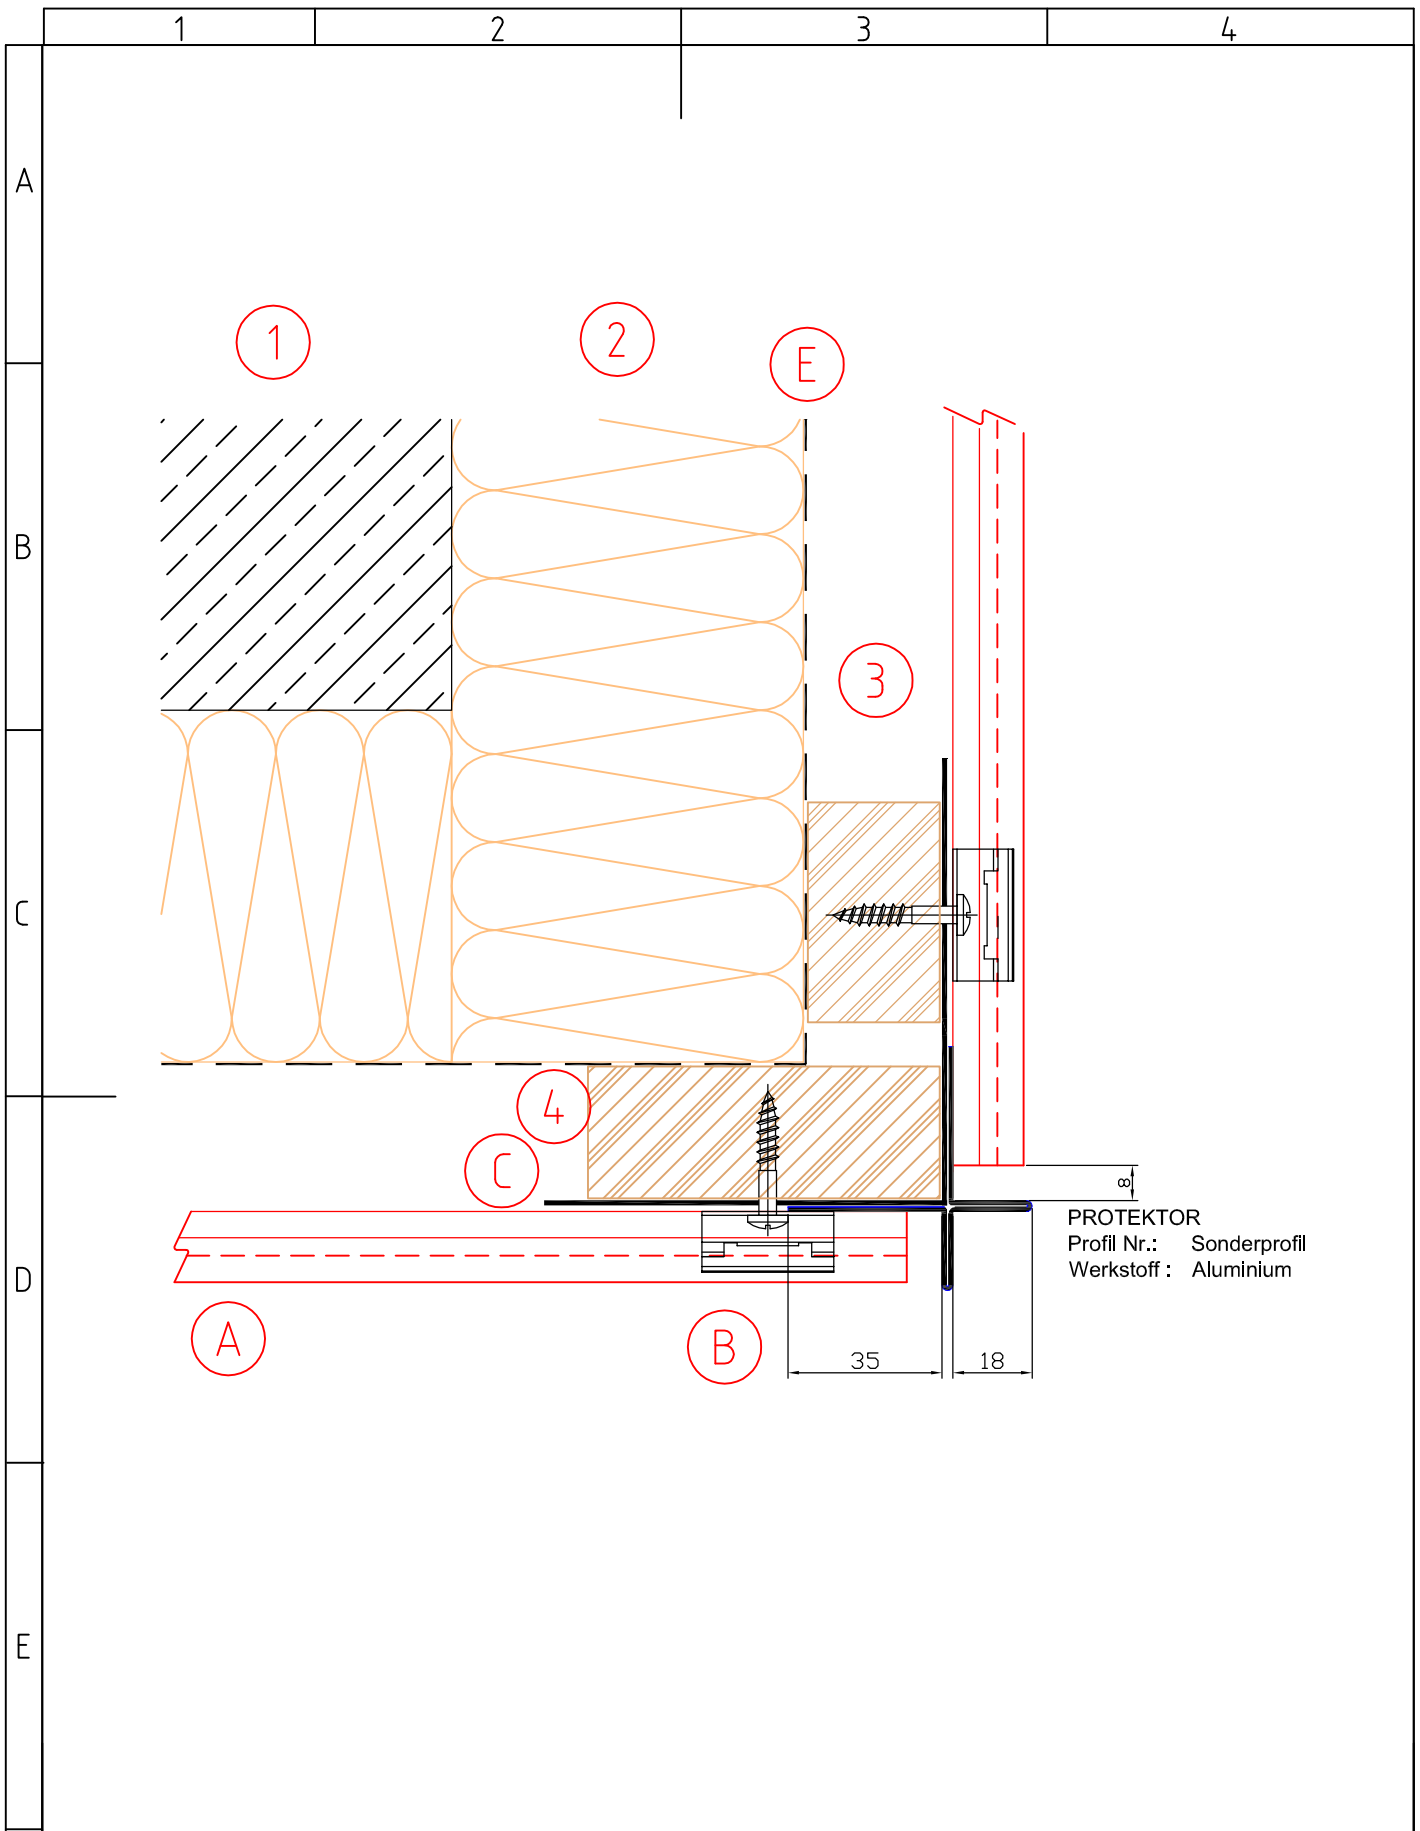 1 2 3 4
A
1 2 E
B
3
C
4
C
8
PROTEKTOR
Profil Nr.: Sonderprofil
Werkstoff : Aluminium
D
A B 35 18
E